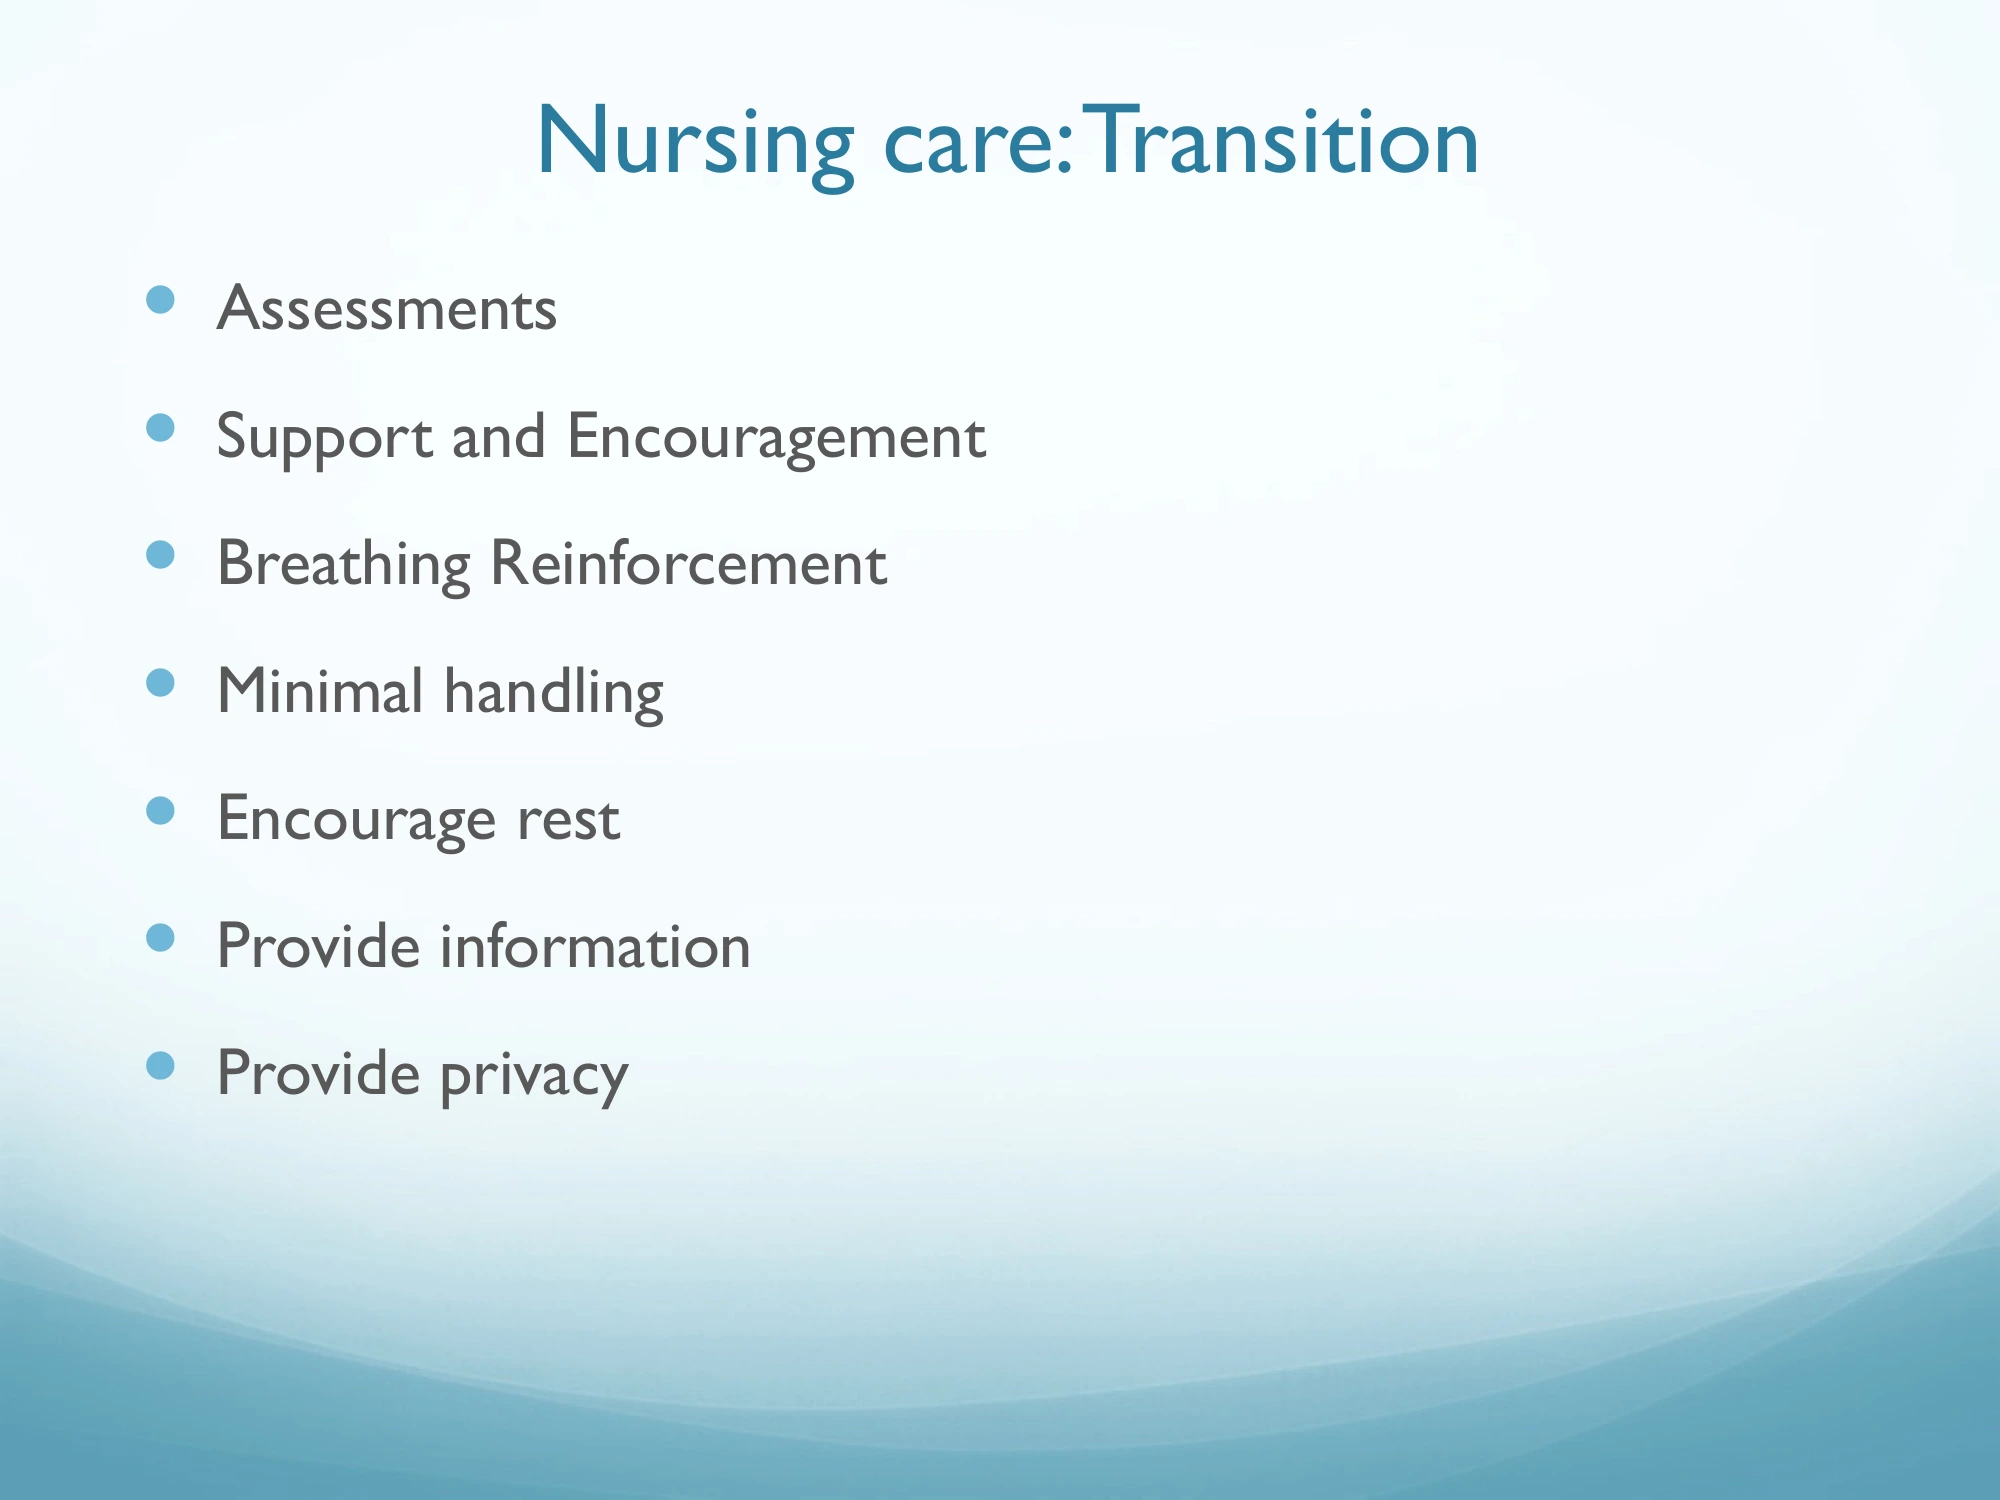 Nursing care: Transition
• Assessments
• Support and Encouragement
• Breathing Reinforcement
• Minimal handling
• Encourage rest
• Provide information
• Provide privacy